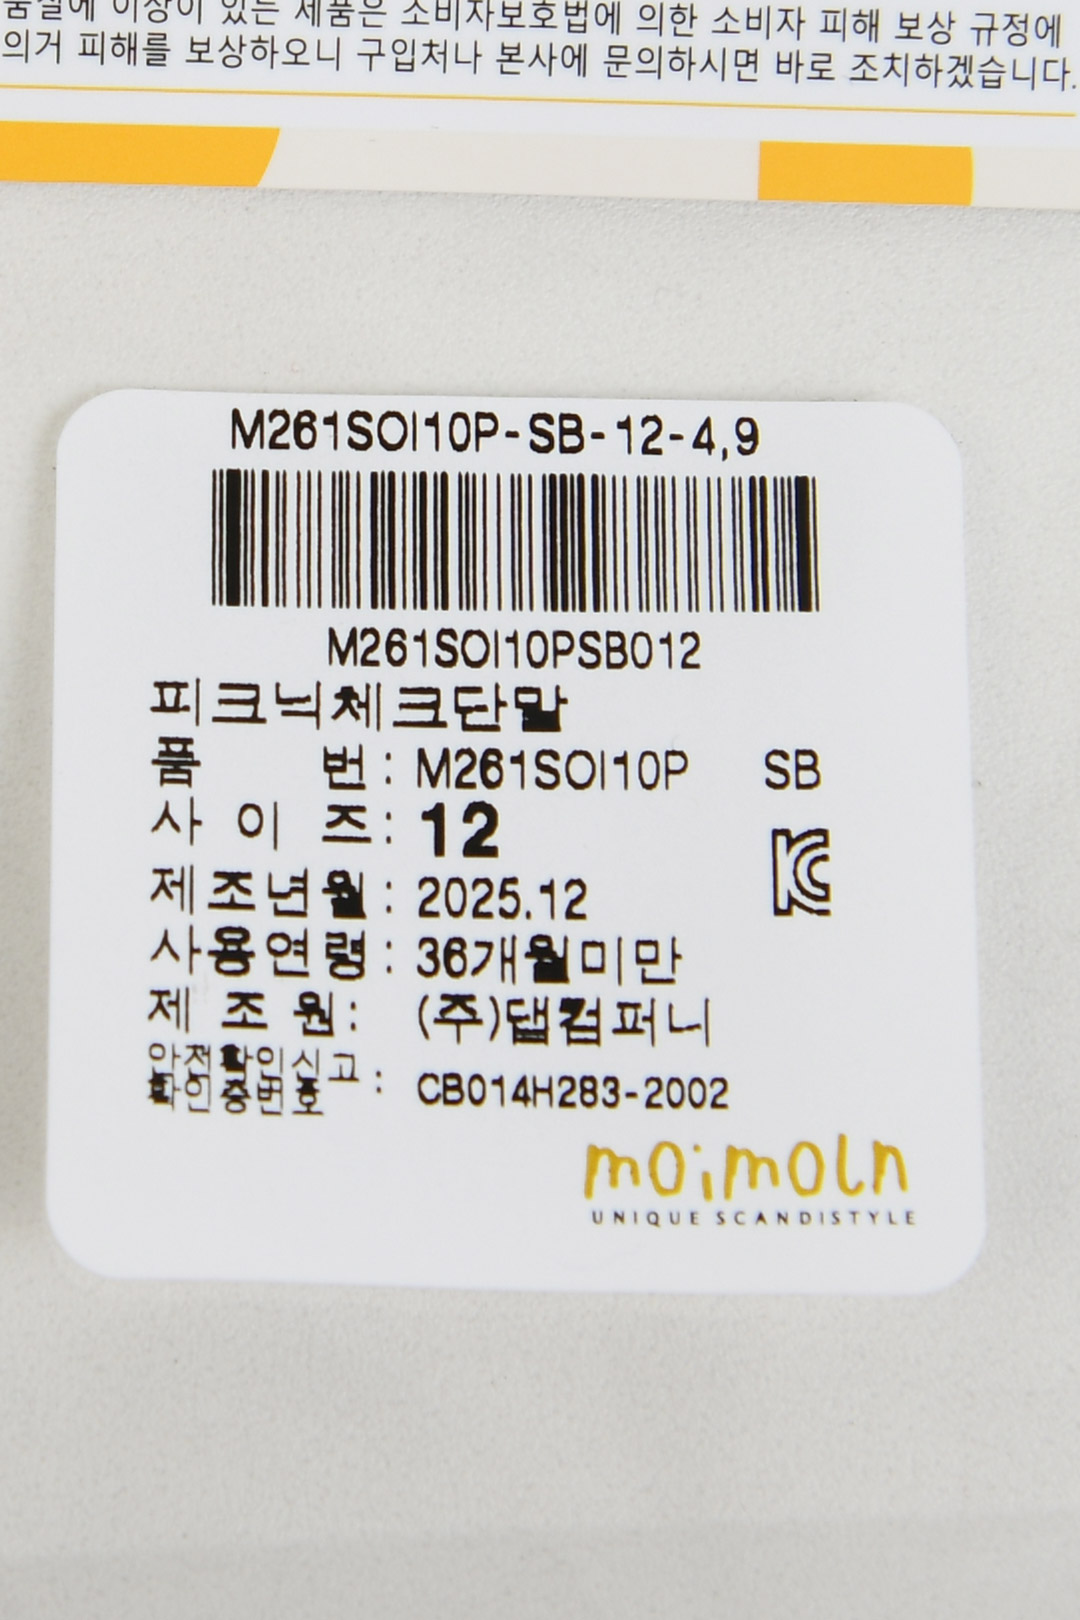 품질에 이상이 있는 제품은 소비자보호법에 의한 소비자 피해 보상 규정에
의거 피해를 보상하오니 구입처나 본사에 문의하시면 바로 조치하겠습니다.
M261SOI10P-SB-12-4,9
M261SOI10PSB012
피크닉체크단말
품 번: M261SOI10P SB
사 이 즈: 12
제조년월: 2025.12
사용연령: 36개월미만
제 조 원: (주)댑컴퍼니
안전확인신고
확인증번호 : CB014H283-2002
moimoln
UNIQUE SCANDISTYLE